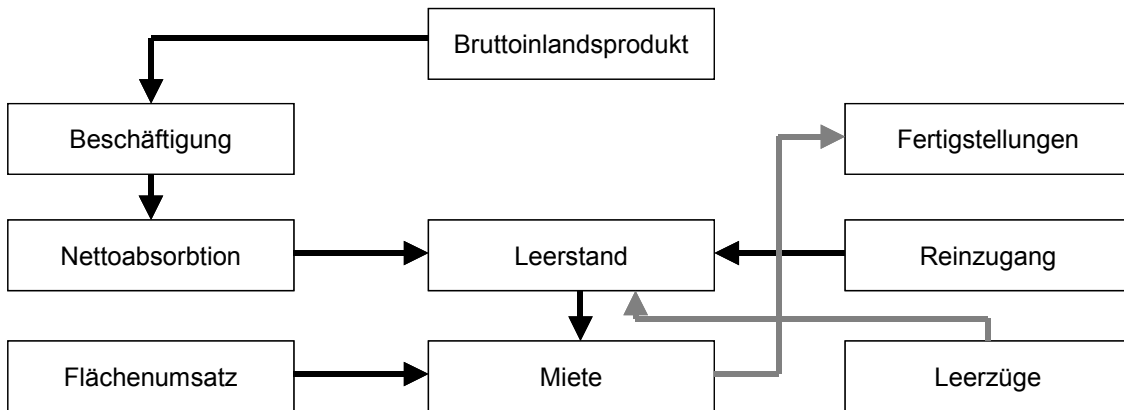 Bruttoinlandsprodukt
Beschäftigung
Fertigstellungen
Nettoabsorbtion
Leerstand
Reinzugang
Flächenumsatz
Miete
Leerzüge